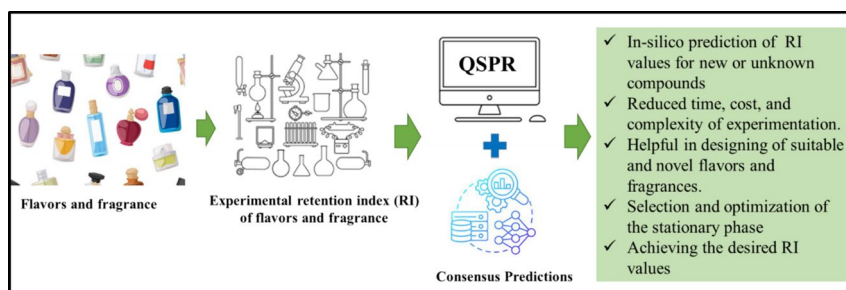 Flavors and fragrance
Experimental retention index (RI)
of flavors and fragrance
QSPR
Consensus Predictions
✓ In-silico prediction of RI
values for new or unknown
compounds
✓ Reduced time, cost, and
complexity of experimentation.
✓ Helpful in designing of suitable
and novel flavors and
fragrances.
✓ Selection and optimization of
the stationary phase
✓ Achieving the desired RI
values